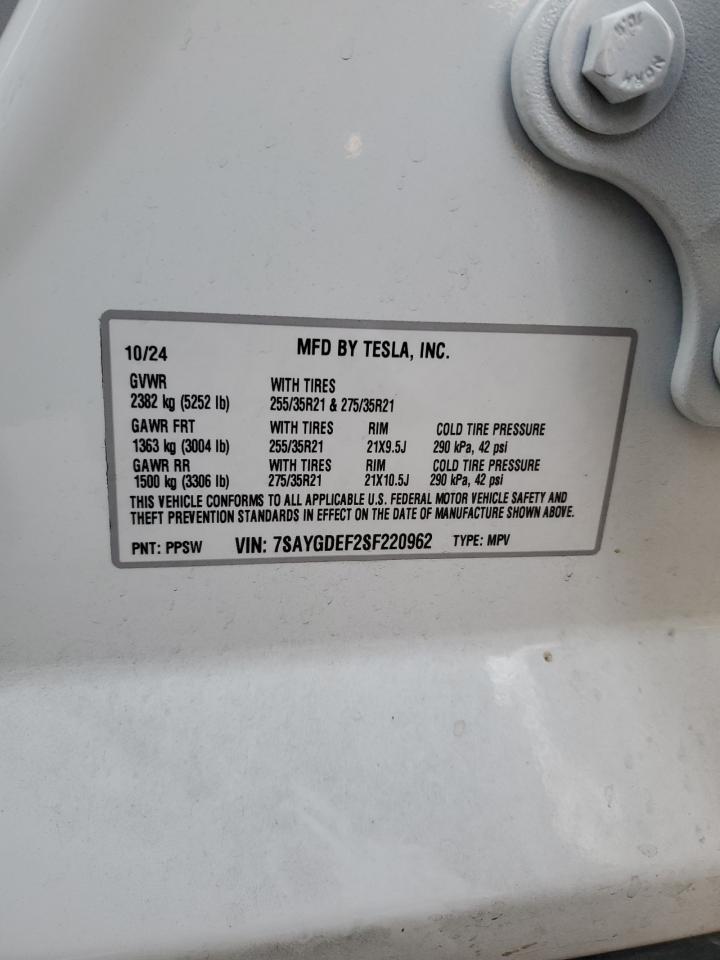 10.9
NDRK
10/24 MFD BY TESLA, INC.
GVWR WITH TIRES
2382 kg (5252 lb) 255/35R21 & 275/35R21
GAWR FRT WITH TIRES RIM COLD TIRE PRESSURE
1363 kg (3004 lb) 255/35R21 21X9.5J 290 kPa, 42 psi
GAWR RR WITH TIRES RIM COLD TIRE PRESSURE
1500 kg (3306 lb) 275/35R21 21X10.5J 290 kPa, 42 psi
THIS VEHICLE CONFORMS TO ALL APPLICABLE U.S. FEDERAL MOTOR VEHICLE SAFETY AND
THEFT PREVENTION STANDARDS IN EFFECT ON THE DATE OF MANUFACTURE SHOWN ABOVE.
PNT: PPSW VIN: 7SAYGDEF2SF220962 TYPE: MPV